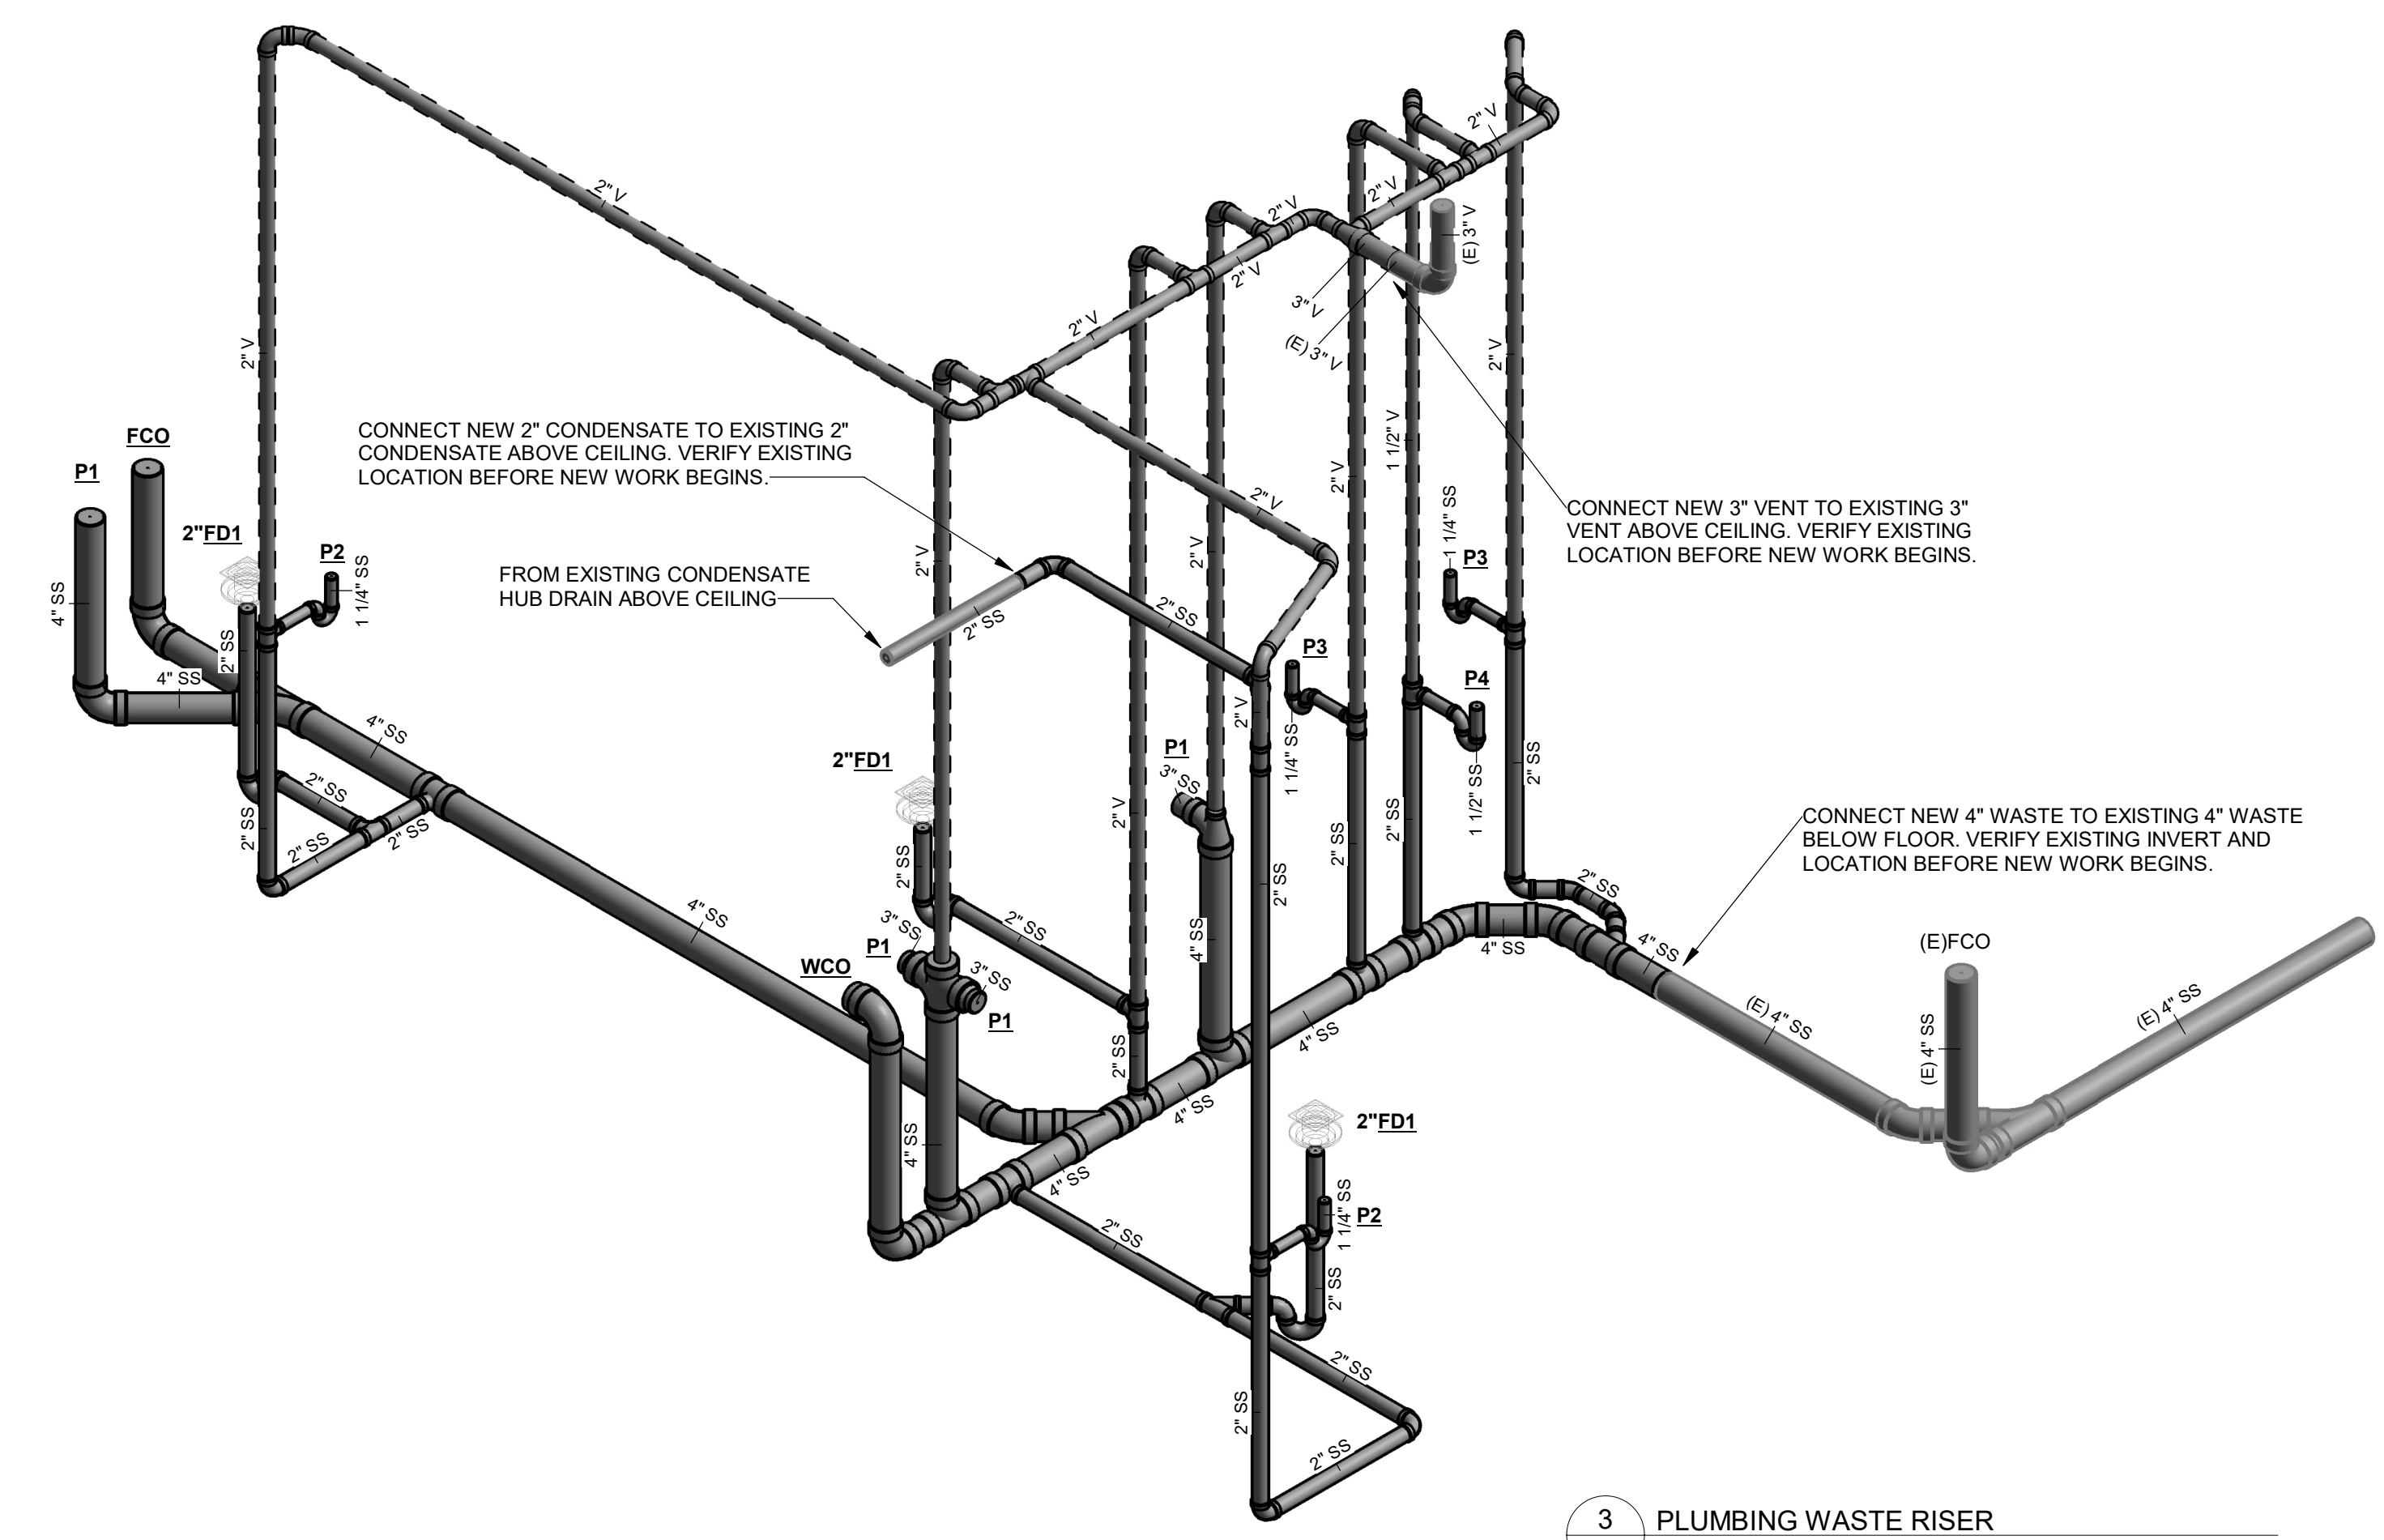 2" V
2" V
2" V
(E) 3" V
2" V
2" V
2" V
3" V
(E) 3" V
2" V
2" V
2" V
FCO
P1
CONNECT NEW 2" CONDENSATE TO EXISTING 2"
CONDENSATE ABOVE CEILING. VERIFY EXISTING
LOCATION BEFORE NEW WORK BEGINS.
1 1/2" V
2" V
2" V
CONNECT NEW 3" VENT TO EXISTING 3"
VENT ABOVE CEILING. VERIFY EXISTING
LOCATION BEFORE NEW WORK BEGINS.
1 1/4" SS
P3
2"FD1
P2
1 1/4" SS
4" SS
FROM EXISTING CONDENSATE
HUB DRAIN ABOVE CEILING
2" V
2" V
2" SS
2" SS
2" SS
4" SS
4" SS
P3
P4
2" V
1 1/4" SS
1 1/2" SS
2" SS
2"FD1
P1
3" SS
2" SS
2" SS
2" SS
2" SS
2" V
2" SS
2" SS
2" SS
CONNECT NEW 4" WASTE TO EXISTING 4" WASTE
BELOW FLOOR. VERIFY EXISTING INVERT AND
LOCATION BEFORE NEW WORK BEGINS.
2" SS
2" SS
4" SS
3" SS
P1
2" SS
4" SS
4" SS
4" SS
(E)FCO
WCO
3" SS
P1
4" SS
(E) 4" SS
(E) 4" SS
(E) 4" SS
2" SS
4" SS
4" SS
4" SS
2"FD1
1 1/4" SS
P2
2" SS
2" SS
2" SS
2" SS
2" SS
3
PLUMBING WASTE RISER